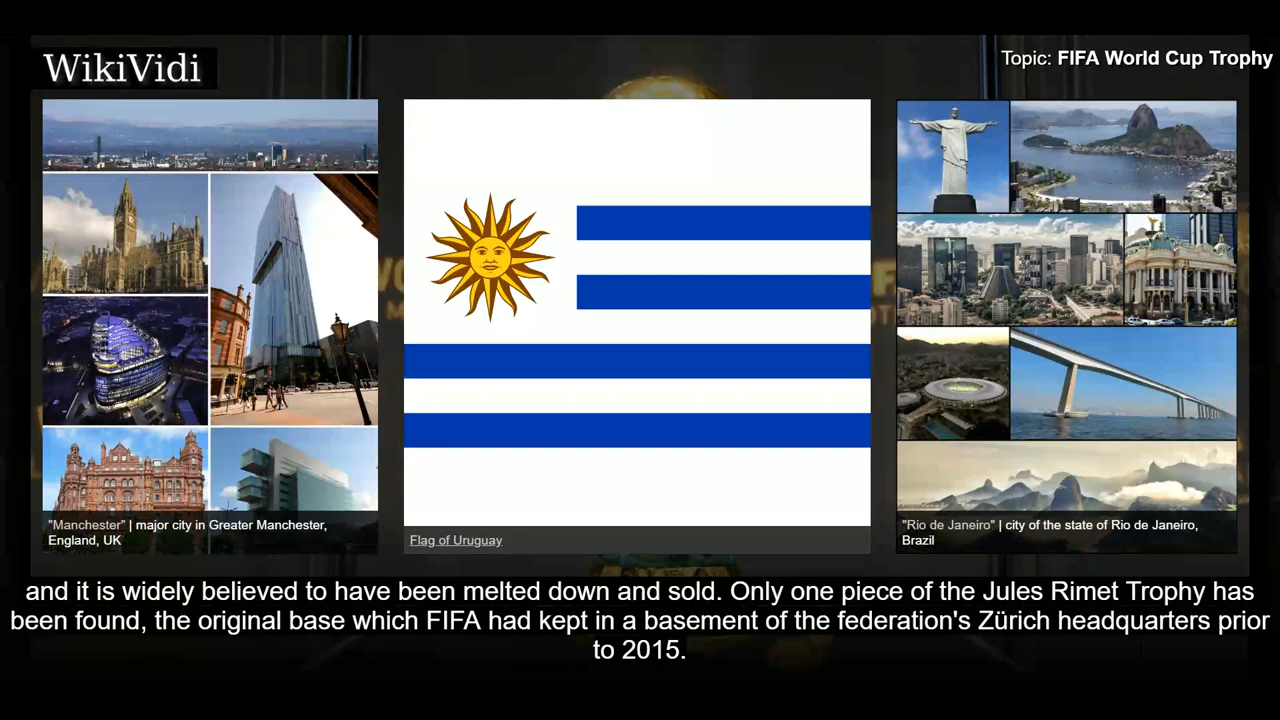 WikiVidi
Topic: FIFA World Cup Trophy
"Manchester" | major city in Greater Manchester,
England, UK
Flag of Uruguay
"Rio de Janeiro" | city of the state of Rio de Janeiro,
Brazil
and it is widely believed to have been melted down and sold. Only one piece of the Jules Rimet Trophy has
been found, the original base which FIFA had kept in a basement of the federation's Zürich headquarters prior
to 2015.